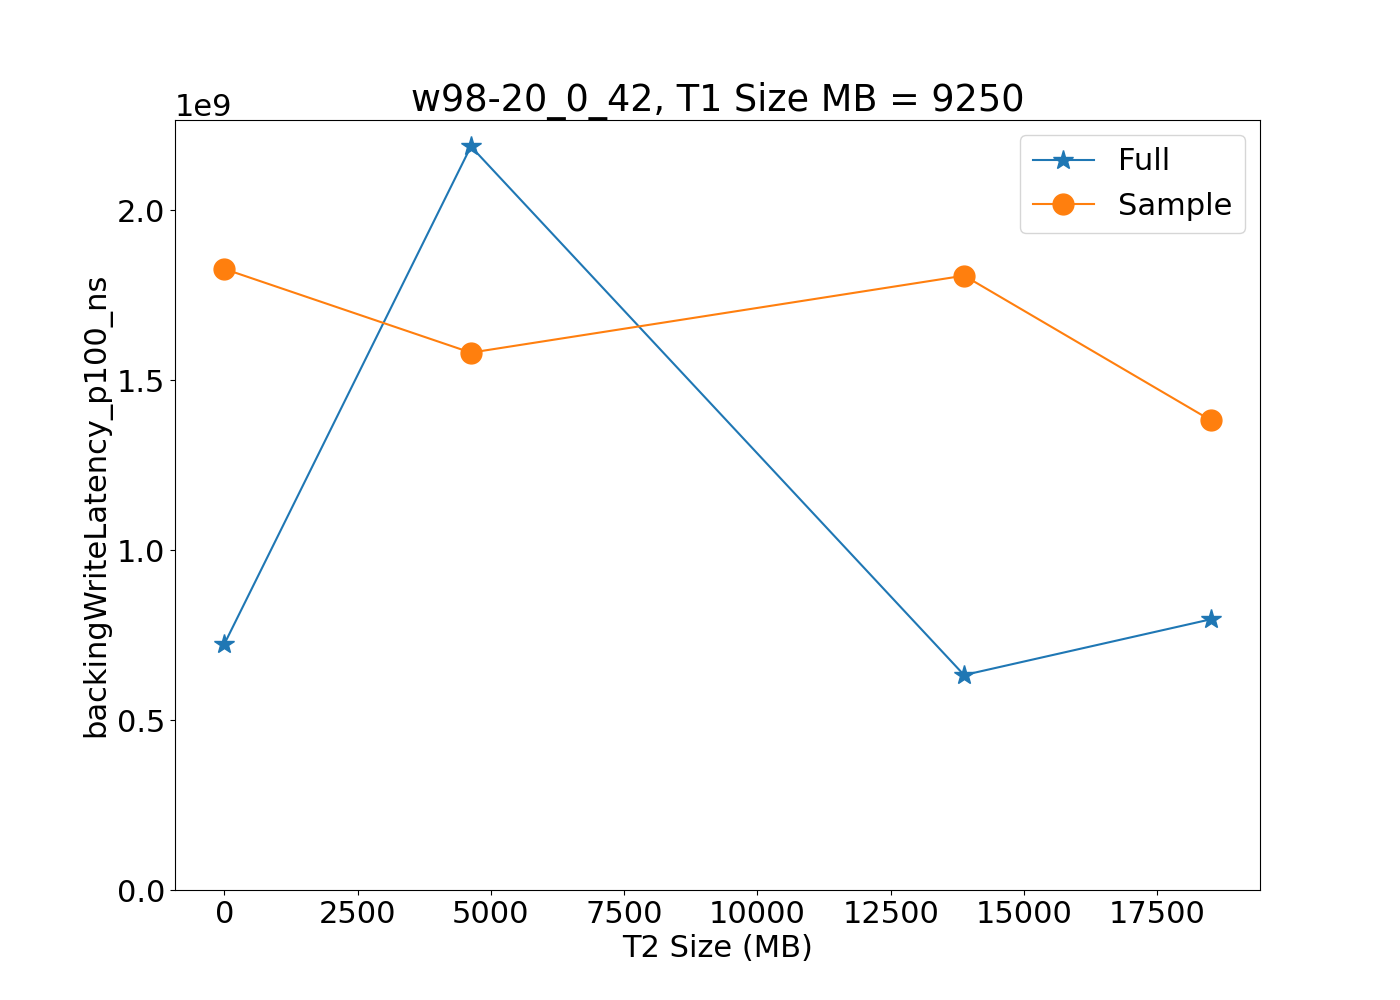 w98-20_0_42, T1 Size MB = 9250
1e9
Full
Sample
2.0
1.5
1.0
0.5
0.0
backingWriteLatency_p100_ns
0 2500 5000 7500 10000 12500 15000 17500
T2 Size (MB)